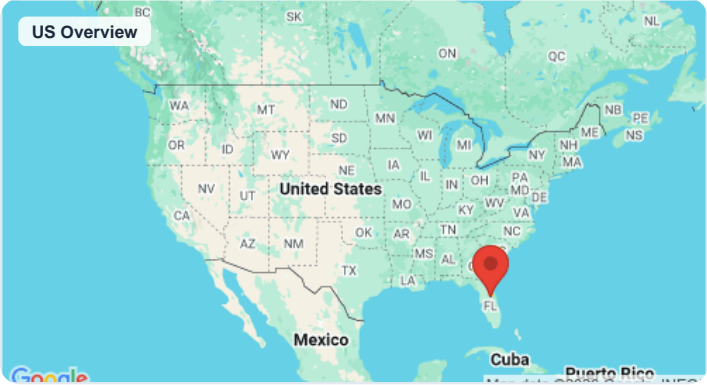 US Overview
BC
SK
NL
ON
QC
WA
MT
ND
MN
NB
PE
ME
NS
OR
ID
SD
WI
MI
NH
WY
NY
MA
NE
IA
IL
IN
OH
PA
MD
DE
NV
UT
United States
MO
KY
WV
VA
CA
AZ
NM
OK
AR
TN
NC
MS
AL
TX
LA
FL
Mexico
Cuba
Puerto Rico
Google